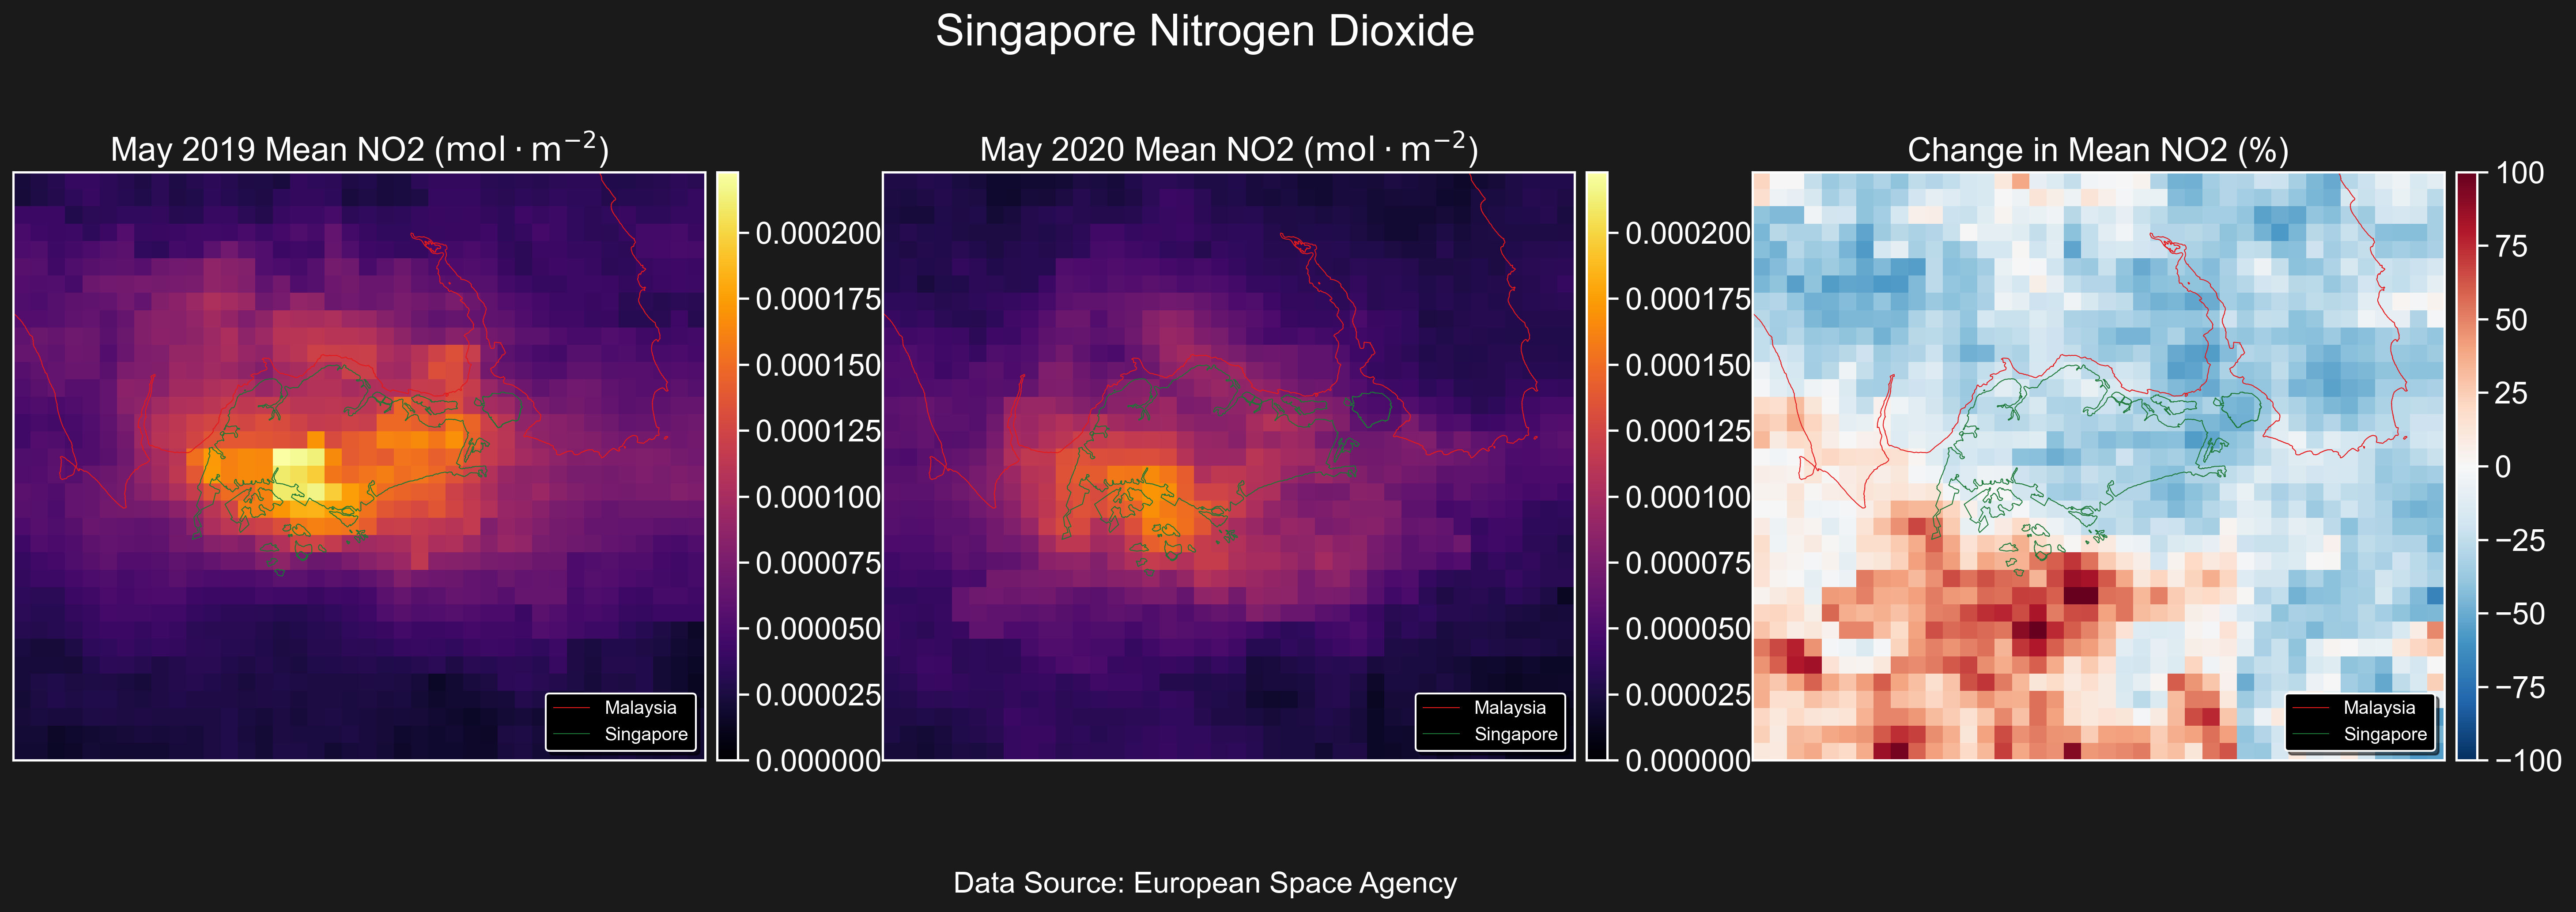 Singapore Nitrogen Dioxide
May 2019 Mean NO2 (mol · m⁻²)
0.000200
0.000175
0.000150
0.000125
0.000100
0.000075
0.000050
0.000025
0.000000
Malaysia
Singapore
May 2020 Mean NO2 (mol · m⁻²)
0.000200
0.000175
0.000150
0.000125
0.000100
0.000075
0.000050
0.000025
0.000000
Malaysia
Singapore
Change in Mean NO2 (%)
100
75
50
25
0
−25
−50
−75
−100
Malaysia
Singapore
Data Source: European Space Agency